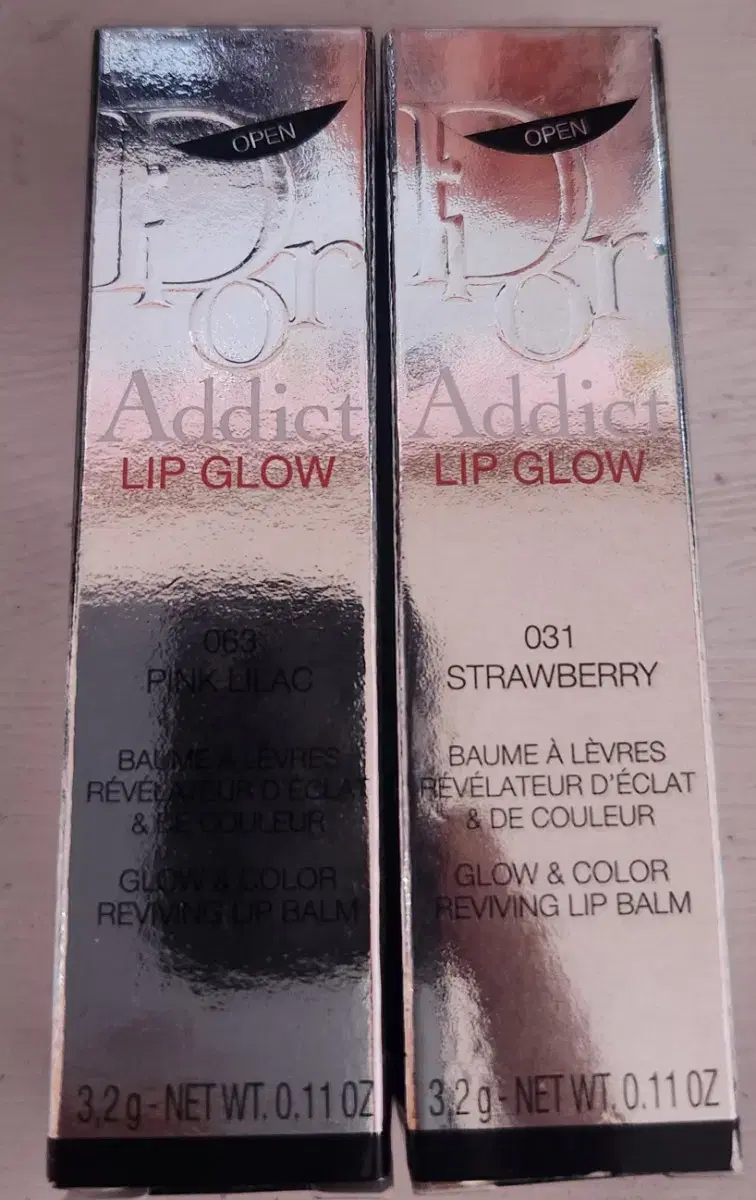 OPEN
Dior
Addict
LIP GLOW
063
PINK LILAC
BAUME À LÈVRES
RÉVÉLATEUR D'ÉCLAT
& DE COULEUR
GLOW & COLOR
REVIVING LIP BALM
3,2 g - NET WT. 0.11 OZ
OPEN
Dior
Addict
LIP GLOW
031
STRAWBERRY
BAUME À LÈVRES
RÉVÉLATEUR D'ÉCLAT
& DE COULEUR
GLOW & COLOR
REVIVING LIP BALM
3,2 g - NET WT. 0.11 OZ